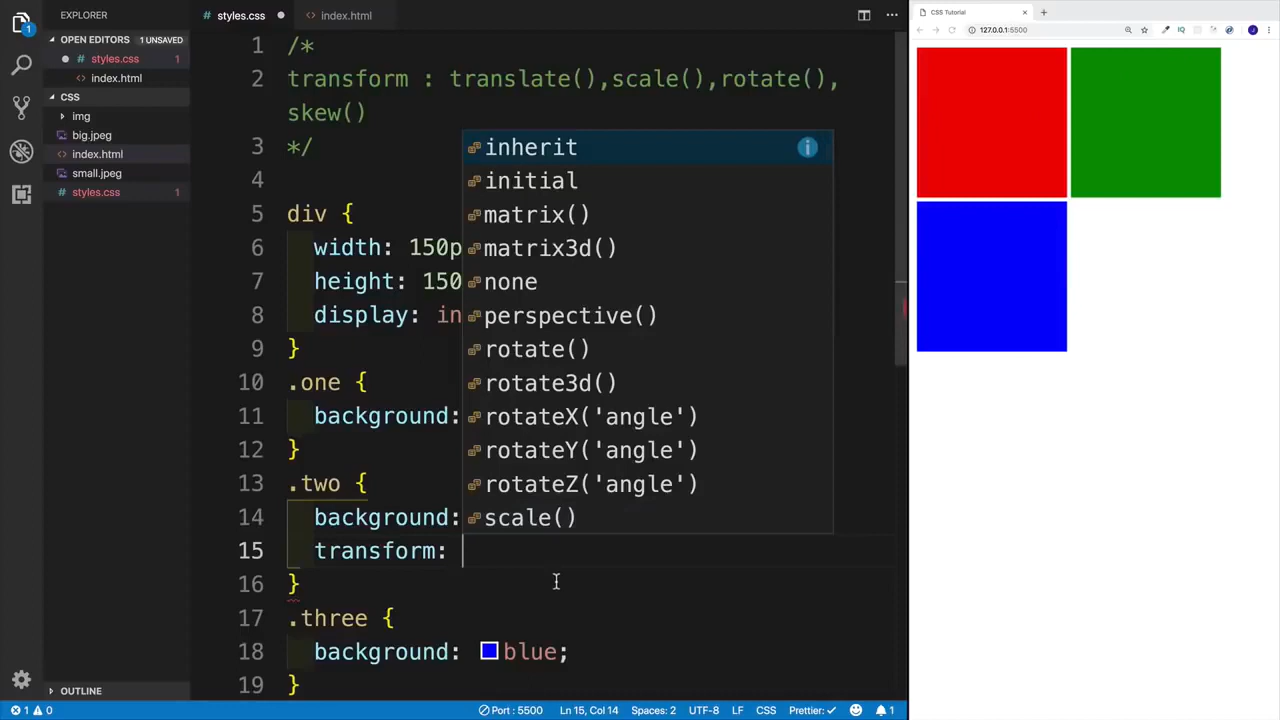 EXPLORER
OPEN EDITORS 1 UNSAVED
# styles.css 1
<> index.html
CSS
img
big.jpeg
<> index.html
small.jpeg
# styles.css 1
OUTLINE
# styles.css
<> index.html
1 /*
2 transform : translate(),scale(),rotate(),
skew()
3 */
4
5 div {
6 width: 150p
7 height: 150
8 display: in
9 }
10 .one {
11 background:
12 }
13 .two {
14 background:
15 transform:
16 }
17 .three {
18 background: blue;
19 }
inherit
initial
matrix()
matrix3d()
none
perspective()
rotate()
rotate3d()
rotateX('angle')
rotateY('angle')
rotateZ('angle')
scale()
1 0
Port : 5500
Ln 15, Col 14
Spaces: 2
UTF-8
LF
CSS
Prettier: ✓
1
CSS Tutorial
127.0.0.1:5500
IQ
J